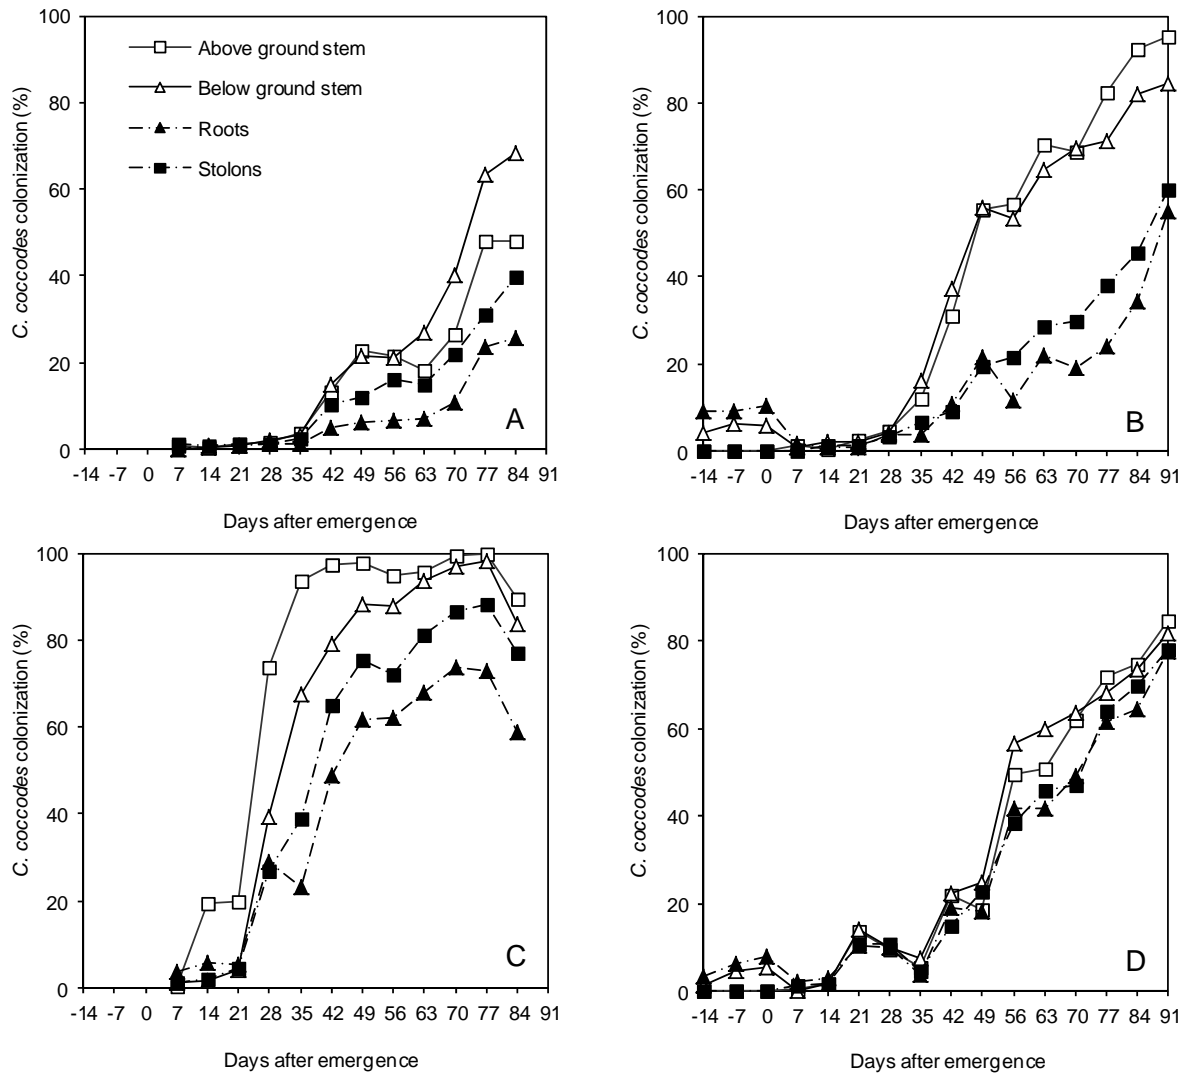 100
80
60
40
20
0
C. coccodes colonization (%)
Above ground stem
Below ground stem
Roots
Stolons
A
-14 -7 0 7 14 21 28 35 42 49 56 63 70 77 84 91
Days after emergence
100
80
60
40
20
0
C. coccodes colonization (%)
B
-14 -7 0 7 14 21 28 35 42 49 56 63 70 77 84 91
Days after emergence
100
80
60
40
20
0
C. coccodes colonization (%)
C
-14 -7 0 7 14 21 28 35 42 49 56 63 70 77 84 91
Days after emergence
100
80
60
40
20
0
C. coccodes colonization (%)
D
-14 -7 0 7 14 21 28 35 42 49 56 63 70 77 84 91
Days after emergence